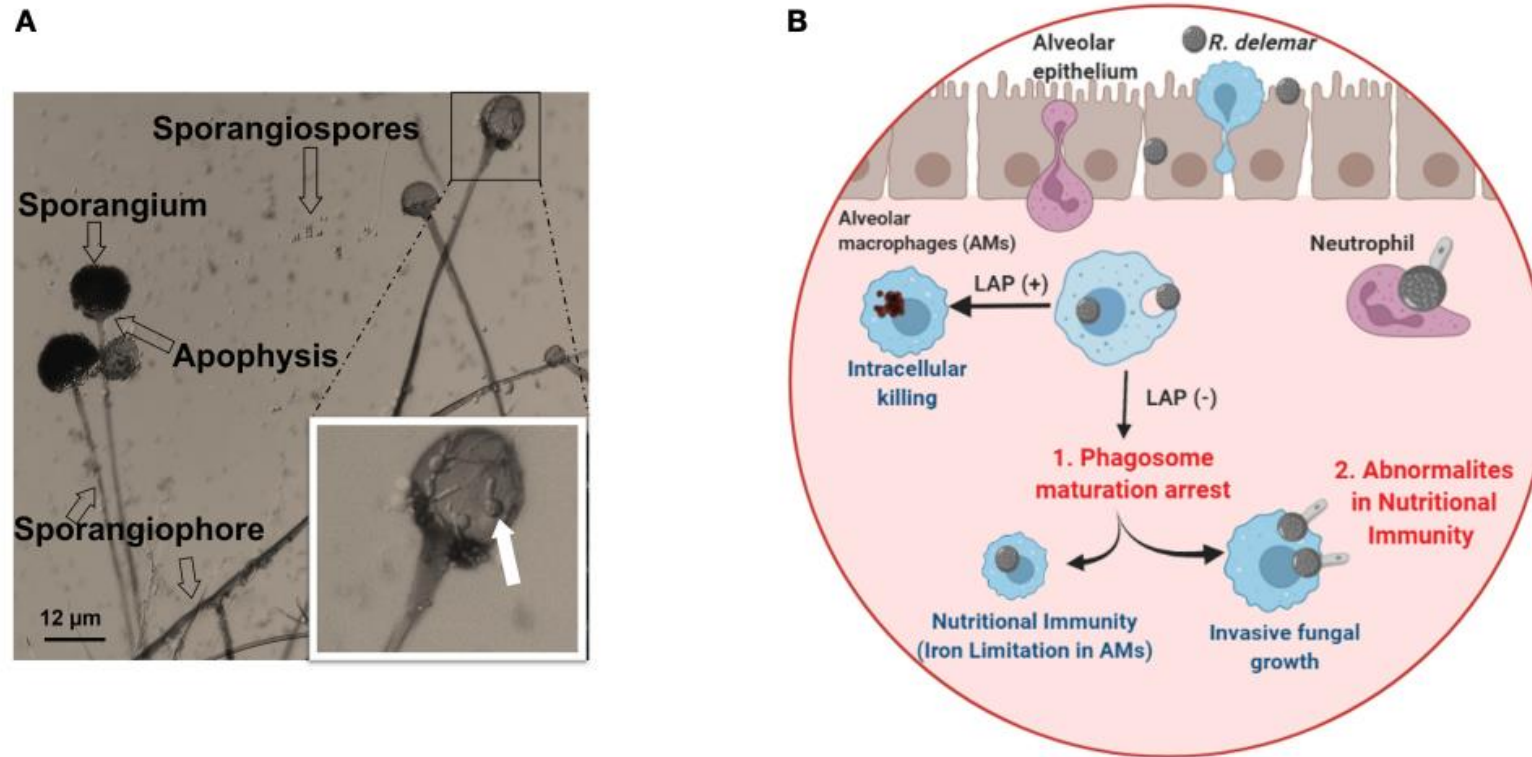 A
Sporangiospores
Sporangium
Apophysis
Sporangiophore
12 µm
B
Alveolar
epithelium
R. delemar
Alveolar
macrophages (AMs)
Neutrophil
LAP (+)
Intracellular
killing
LAP (-)
1. Phagosome
maturation arrest
2. Abnormalites
in Nutritional
Immunity
Nutritional Immunity
(Iron Limitation in AMs)
Invasive fungal
growth